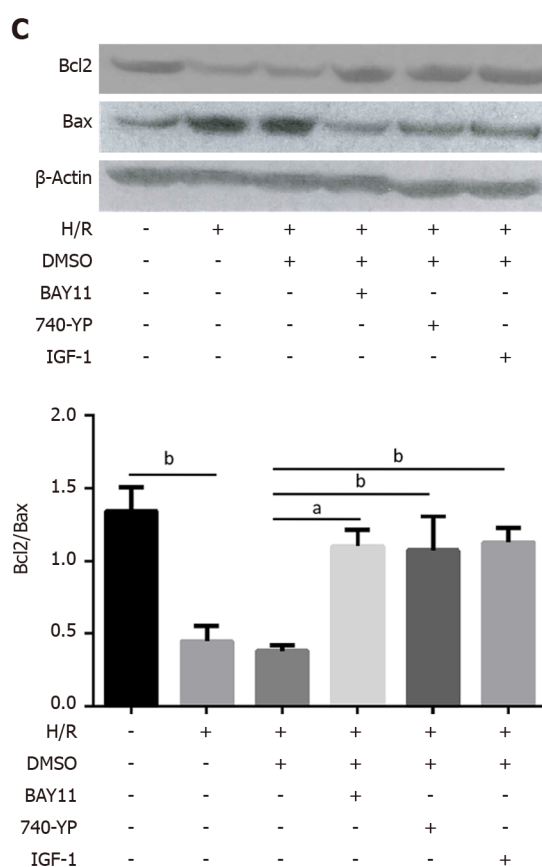 C
Bcl2
Bax
β-Actin
H/R - + + + + +
DMSO - - + + + +
BAY11 - - - + - -
740-YP - - - - + -
IGF-1 - - - - - +
2.0
b
b
1.5
b
a
Bcl2/Bax
1.0
0.5
0.0
H/R - + + + + +
DMSO - - + + + +
BAY11 - - - + - -
740-YP - - - - + -
IGF-1 - - - - - +